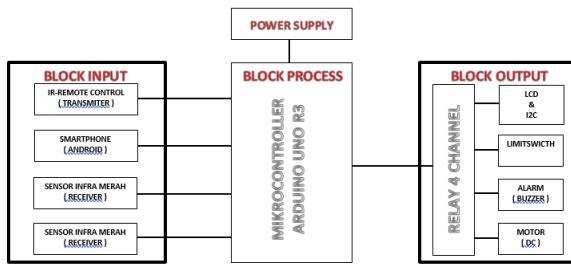 POWER SUPPLY
BLOCK INPUT
IR-REMOTE CONTROL
( TRANSMITER )
SMARTPHONE
( ANDROID )
SENSOR INFRA MERAH
( RECEIVER )
SENSOR INFRA MERAH
( RECEIVER )
BLOCK PROCESS
MIKROCONTROLLER
ARDUINO UNO R3
BLOCK OUTPUT
RELAY 4 CHANNEL
LCD
&
I2C
LIMITSWICTH
ALARM
( BUZZER )
MOTOR
( DC )